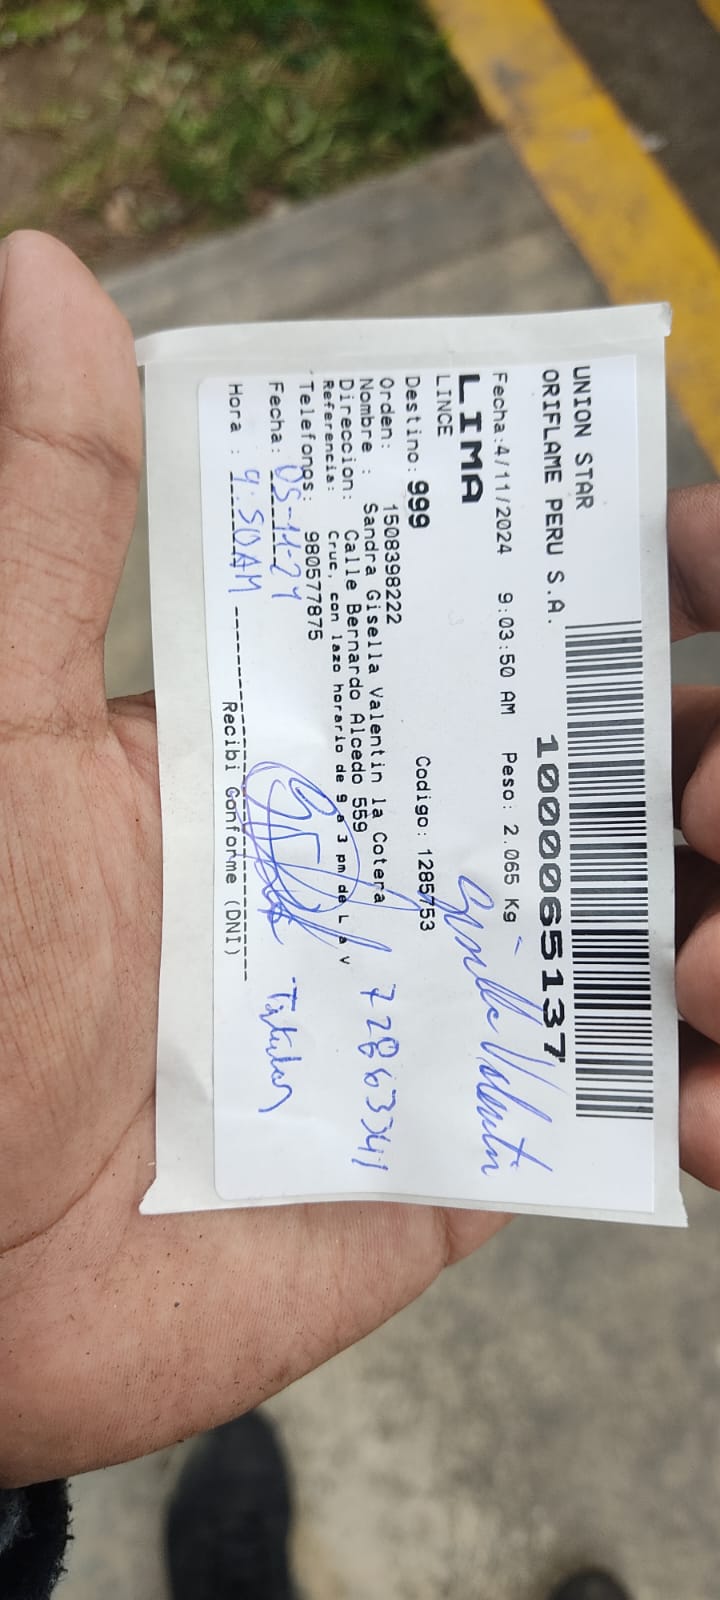 UNION STAR
ORIFLAME PERU S.A.
10000065137
Fecha:4/11/2024 9:03:50 AM Peso: 2.065 Kg
LIMA
LINCE
Gisella Valentin
Destino: 999 Codigo: 1285753
Orden: 1508398222
Nombre : Sandra Gisella Valentin la Cotera
Direccion: Calle Bernardo Alcedo 559
Referencia: Cruc, con lazo horario de 9 a 3 pm de L a V
72863341
Telefonos: 980577875
Fecha: 05-11-24
Titular
Hora : 9:50AM
Recibi Conforme (DNI)